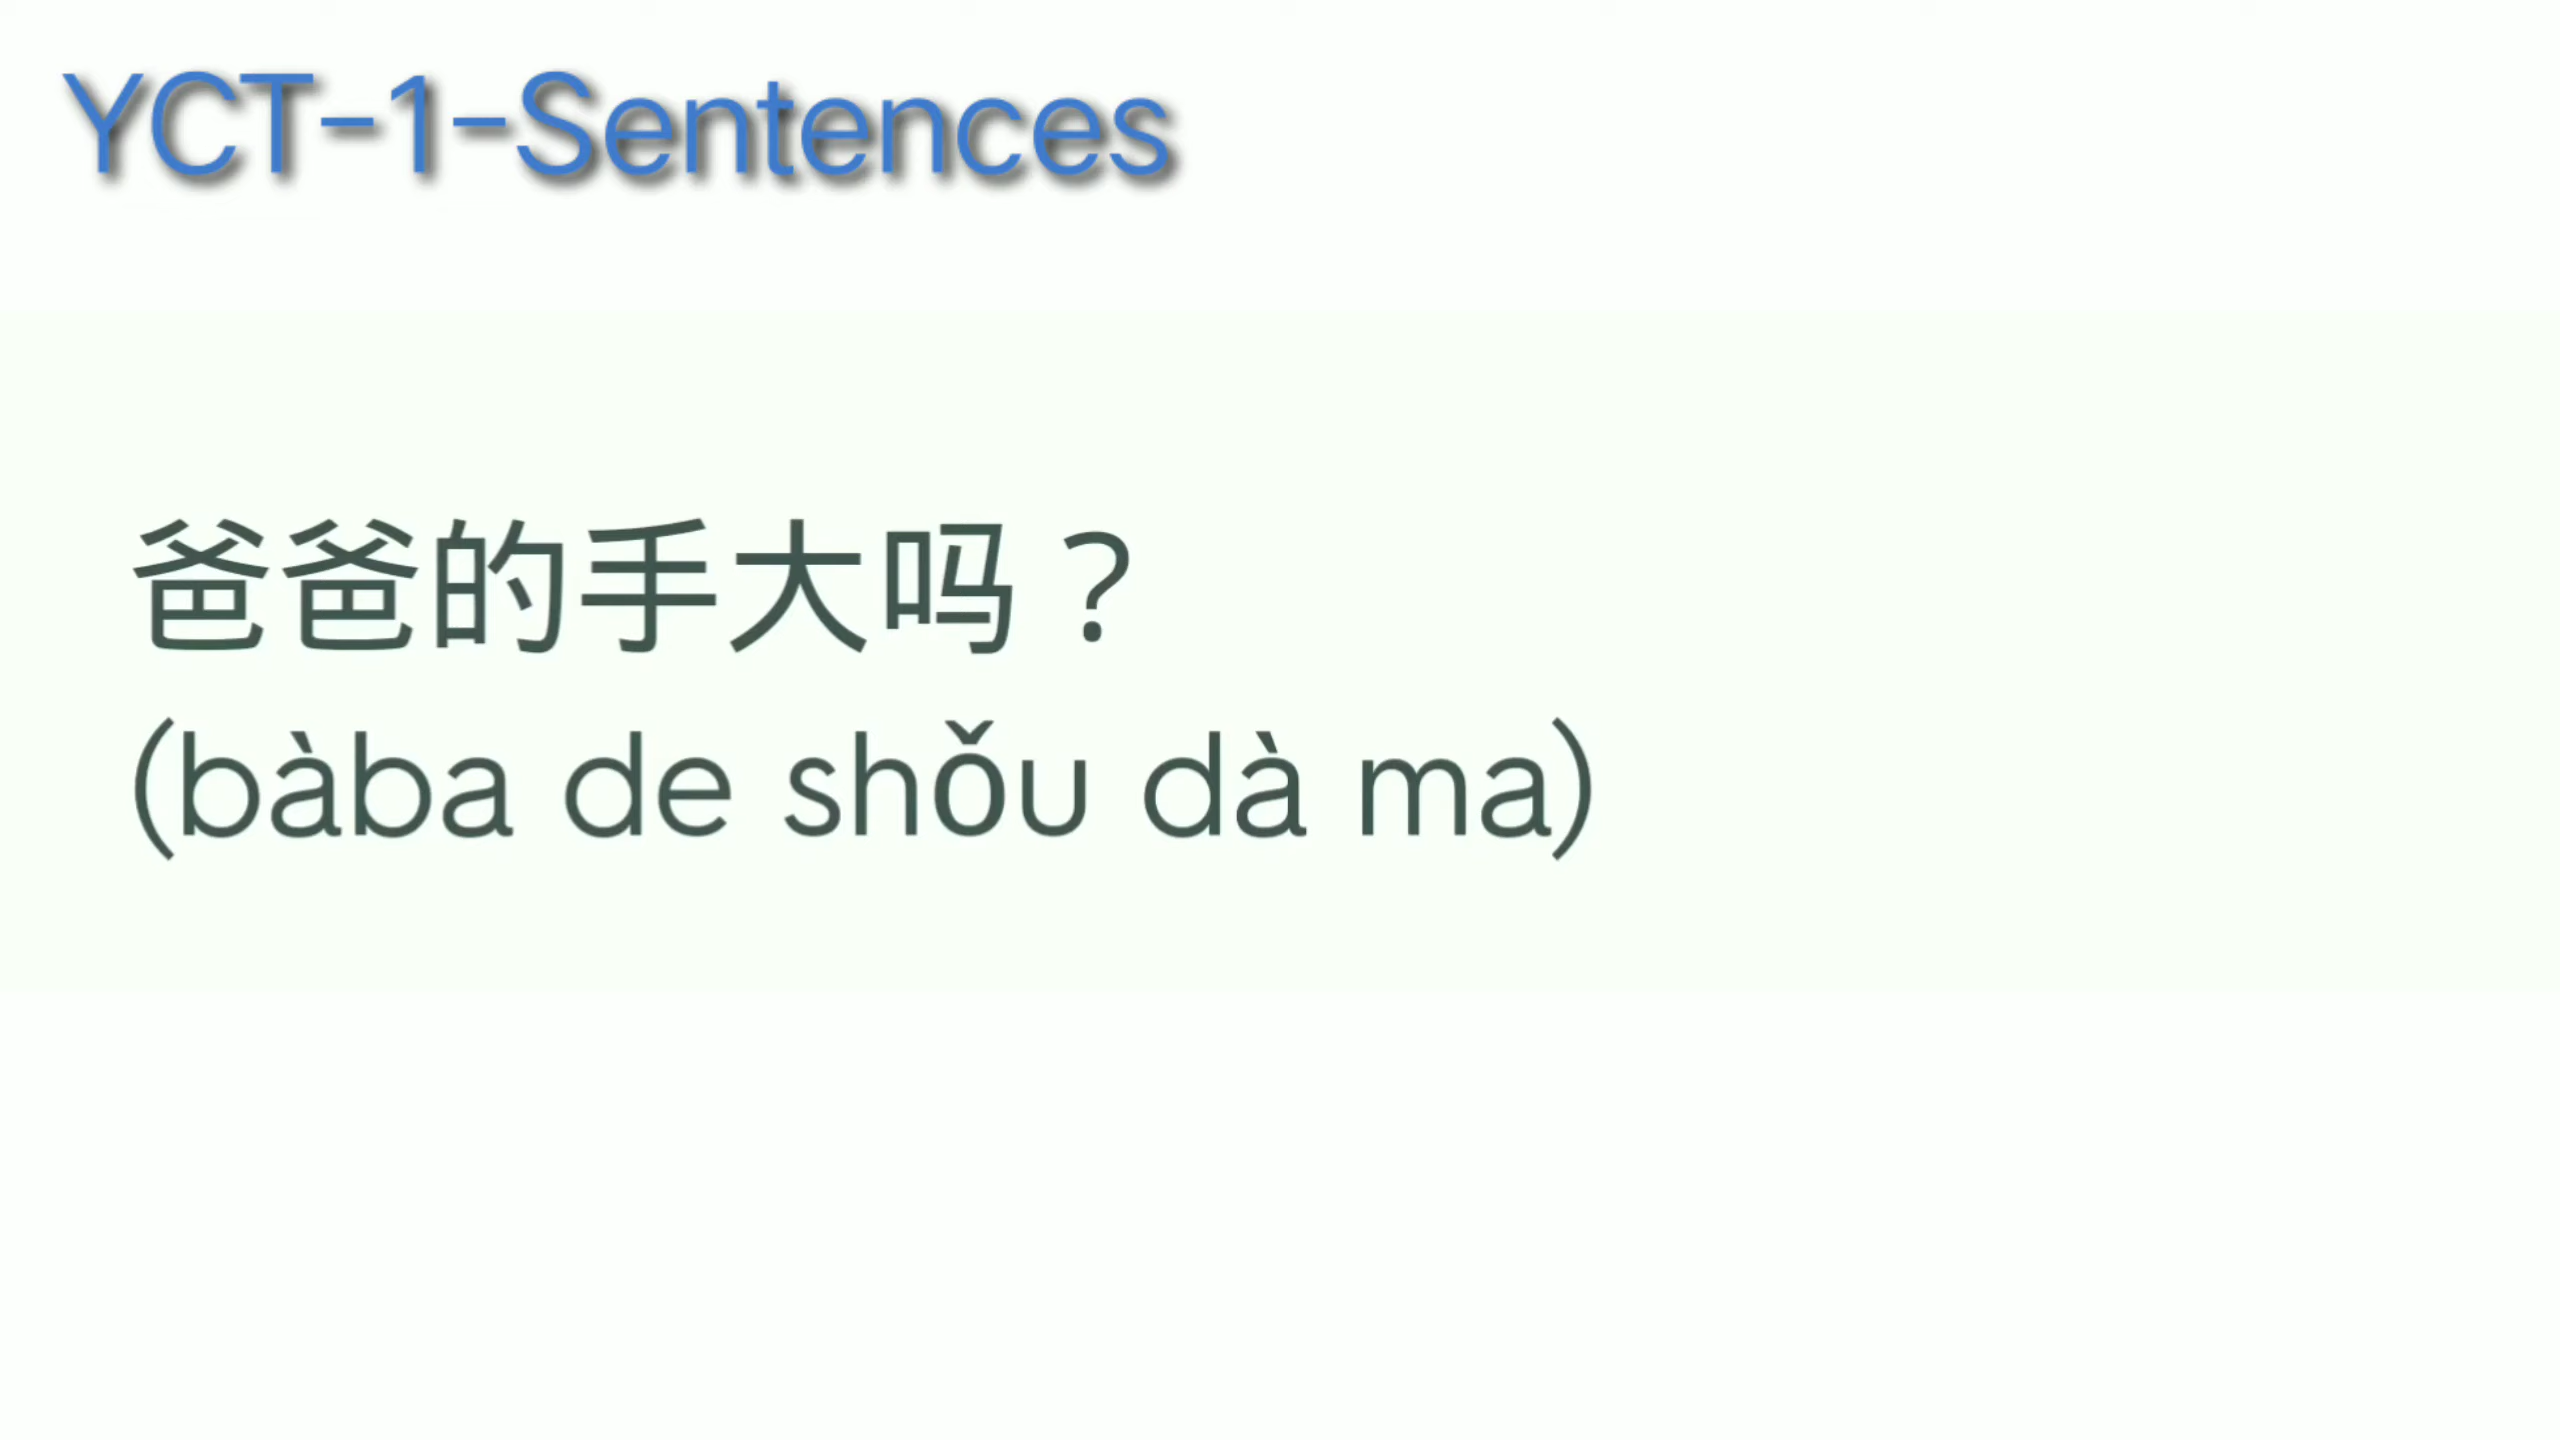 YCT-1-Sentences
爸爸的手大吗？
(bàba de shǒu dà ma)